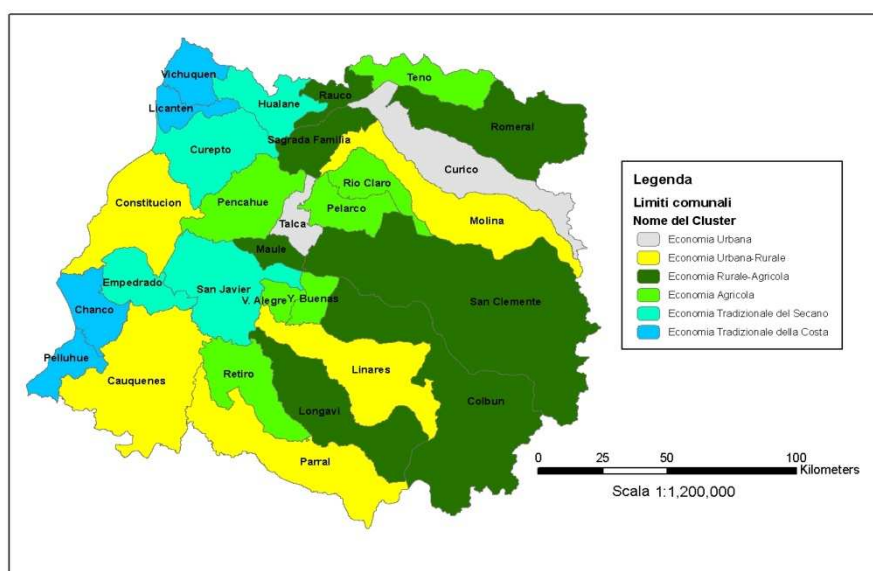 Vichuquen
Teno
Licanten
Hualane
Rauco
Romeral
Sagrada Familia
Curepto
Curico
Rio Claro
Constitucion
Pencahue
Pelarco
Molina
Talca
Maule
Empedrado
San Javier
V. Alegre
Y. Buenas
San Clemente
Chanco
Pelluhue
Cauquenes
Retiro
Linares
Colbun
Longavi
Parral
Legenda
Limiti comunali
Nome del Cluster
Economia Urbana
Economia Urbana-Rurale
Economia Rurale-Agricola
Economia Agricola
Economia Tradizionale del Secano
Economia Tradizionale della Costa
0 25 50 100
Kilometers
Scala 1:1,200,000